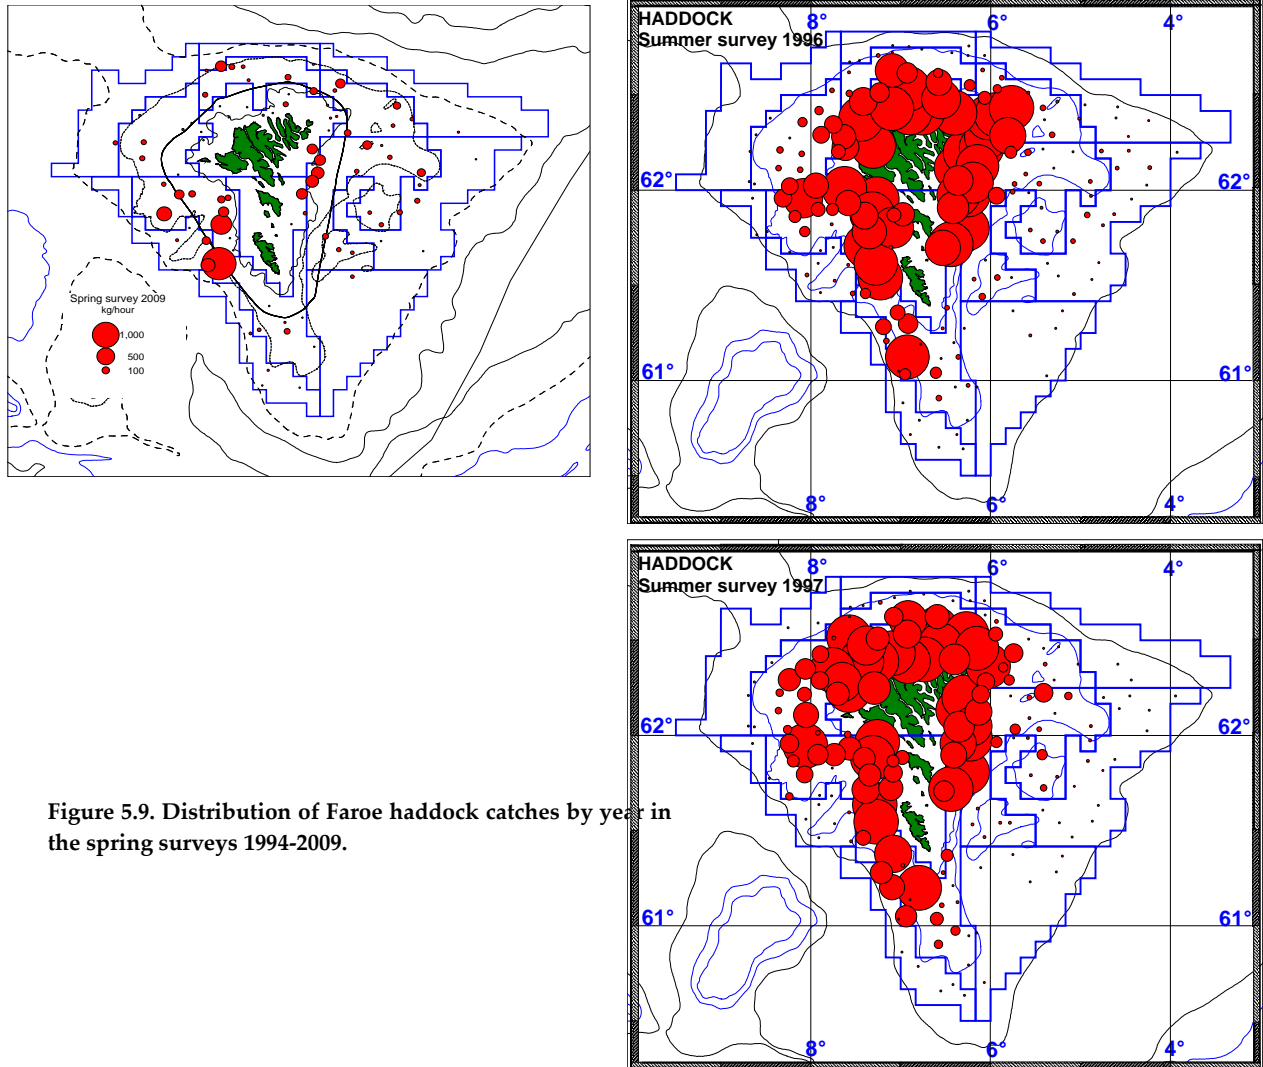 Spring survey 2009
kg/hour
1,000
500
100
Figure 5.9. Distribution of Faroe haddock catches by year in
the spring surveys 1994-2009.
HADDOCK
Summer survey 1996
8°
6°
4°
62°
62°
61°
61°
8°
6°
4°
HADDOCK
Summer survey 1997
8°
6°
4°
62°
62°
61°
61°
8°
6°
4°